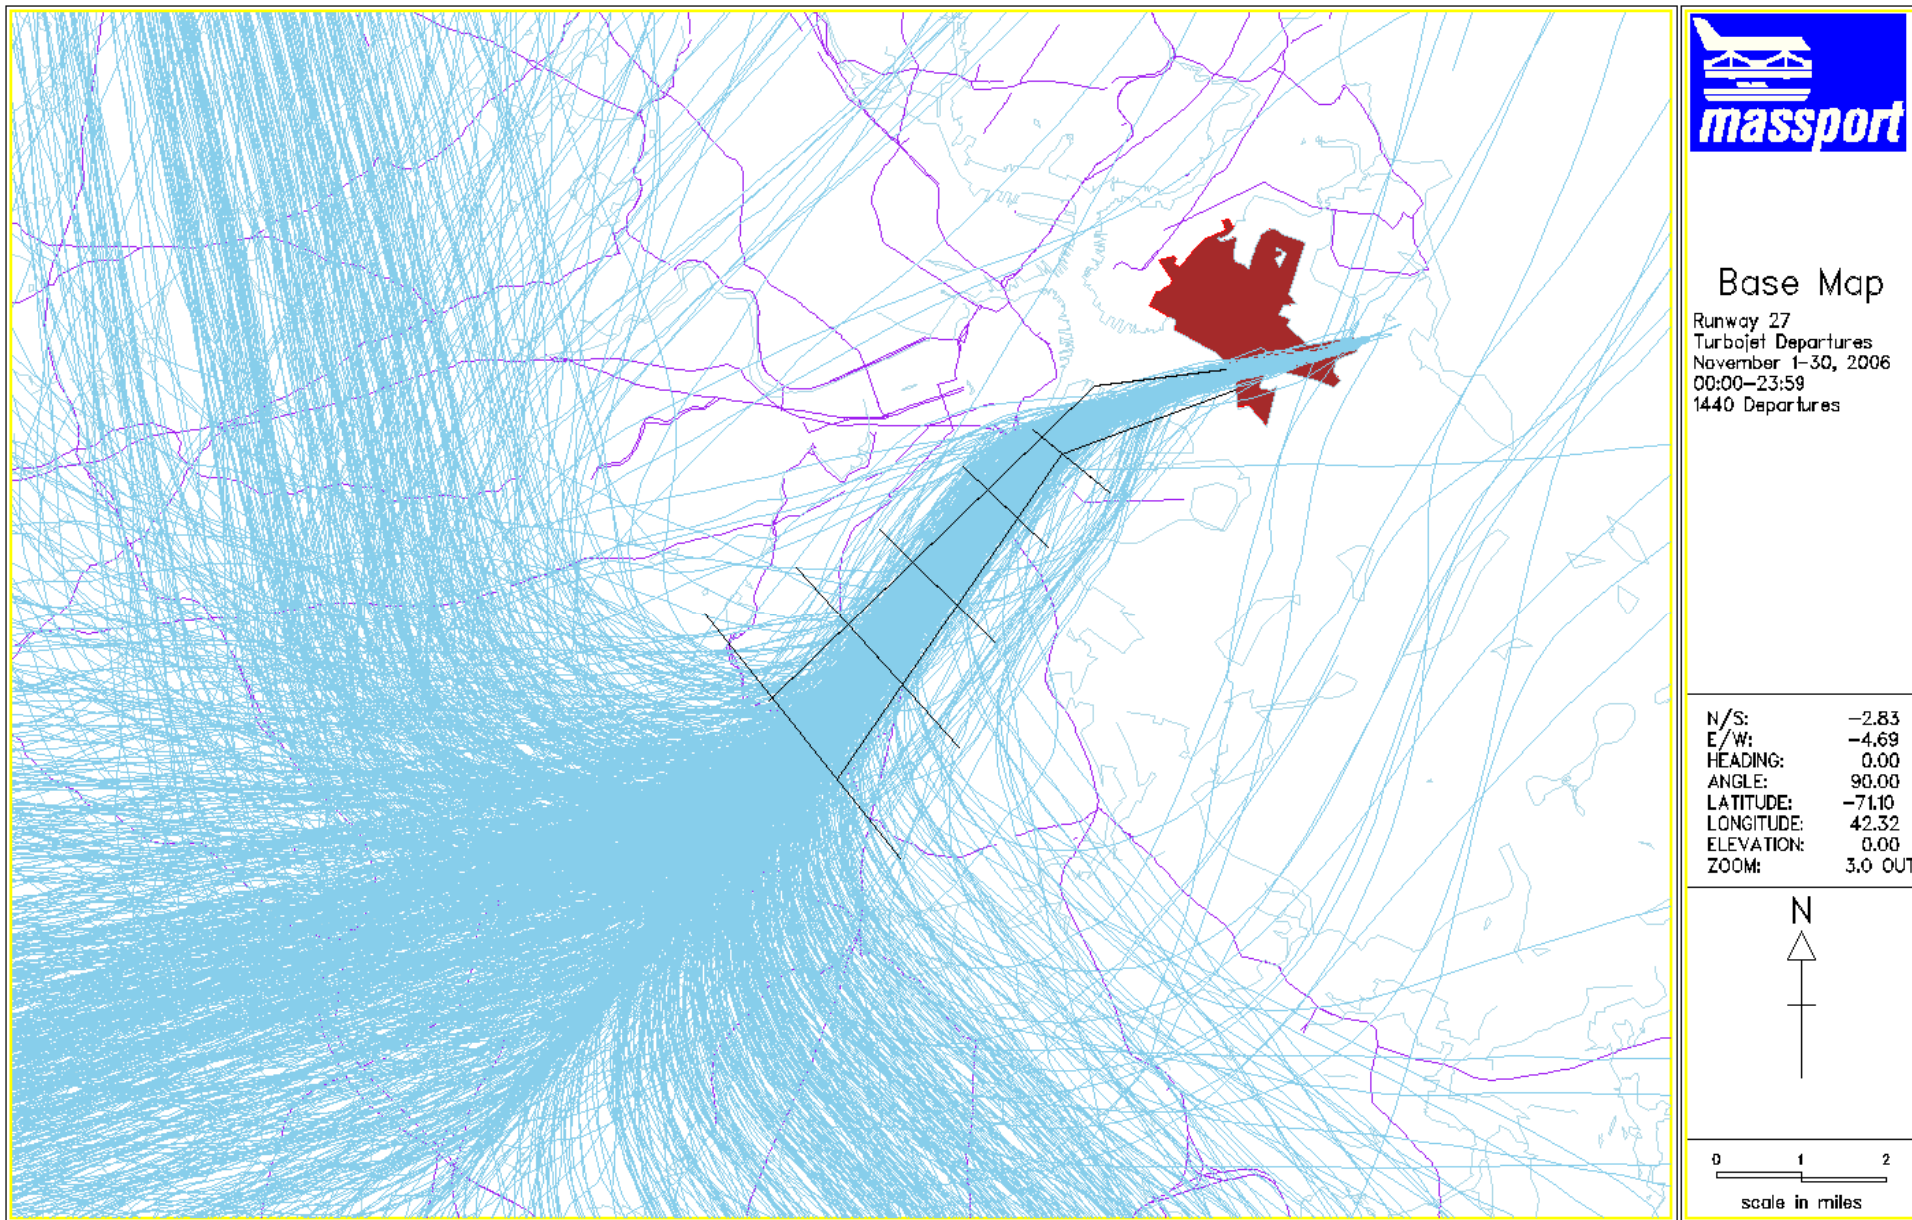 massport
Base Map
Runway 27
Turbojet Departures
November 1-30, 2006
00:00-23:59
1440 Departures
N/S: -2.83
E/W: -4.69
HEADING: 0.00
ANGLE: 90.00
LATITUDE: -71.10
LONGITUDE: 42.32
ELEVATION: 0.00
ZOOM: 3.0 OUT
N
0 1 2
scale in miles